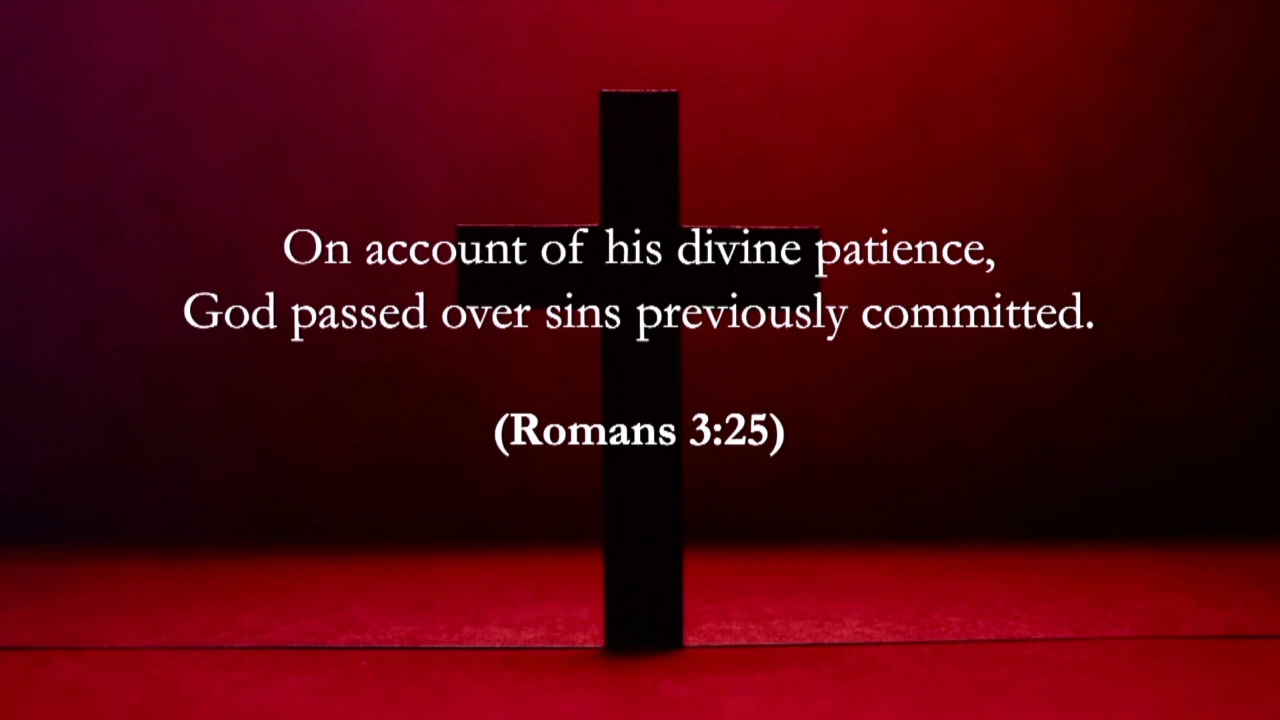 On account of his divine patience,
God passed over sins previously committed.
(Romans 3:25)